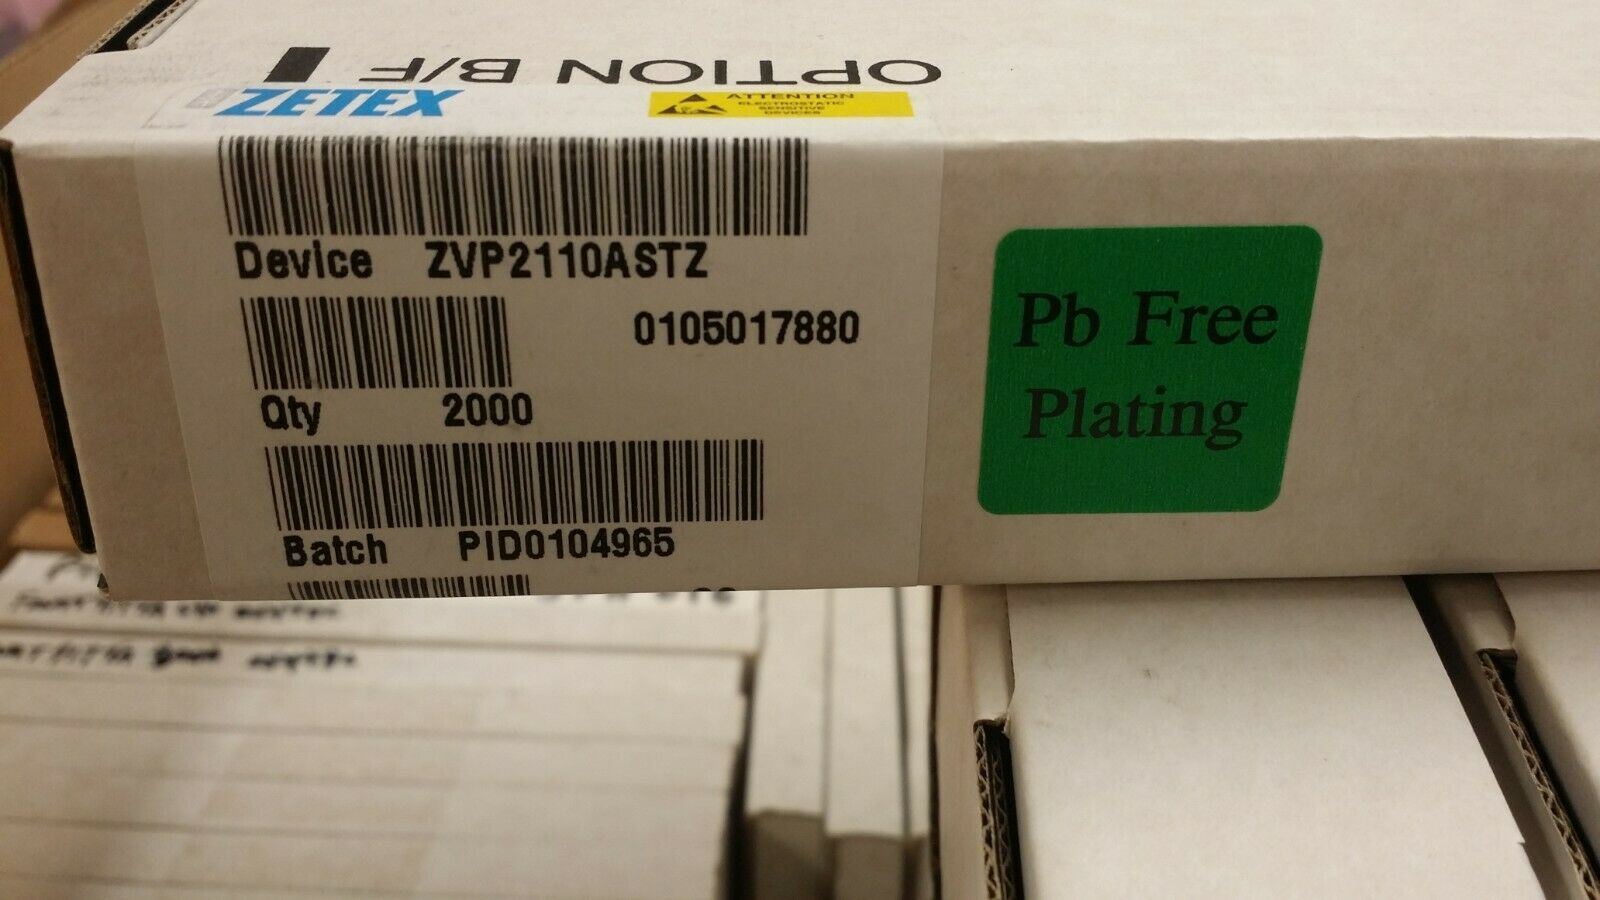 OPTION B/F
ZETEX
ATTENTION
ELECTROSTATIC
SENSITIVE
DEVICES
Device ZVP2110ASTZ
0105017880
Qty 2000
Batch PID0104965
Pb Free
Plating